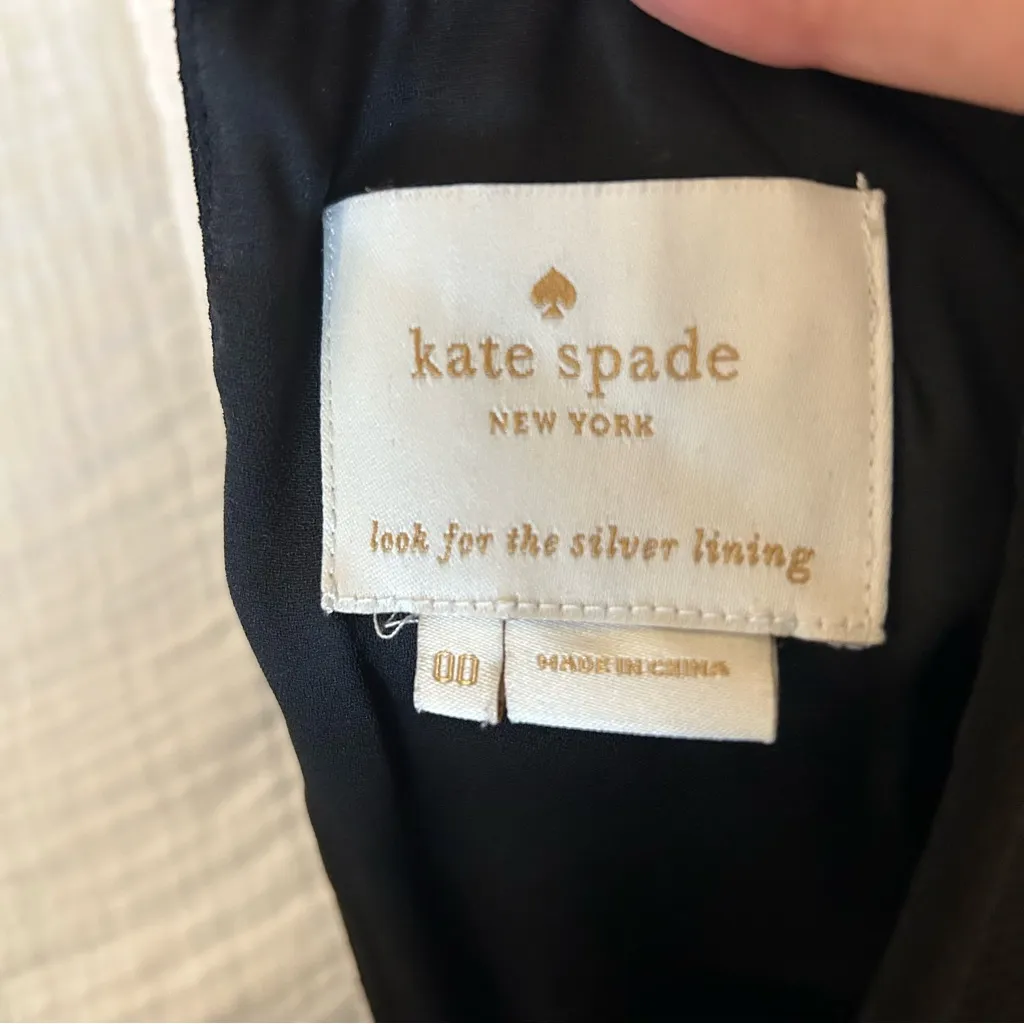 kate spade
NEW YORK
look for the silver lining
00
MADE IN CHINA